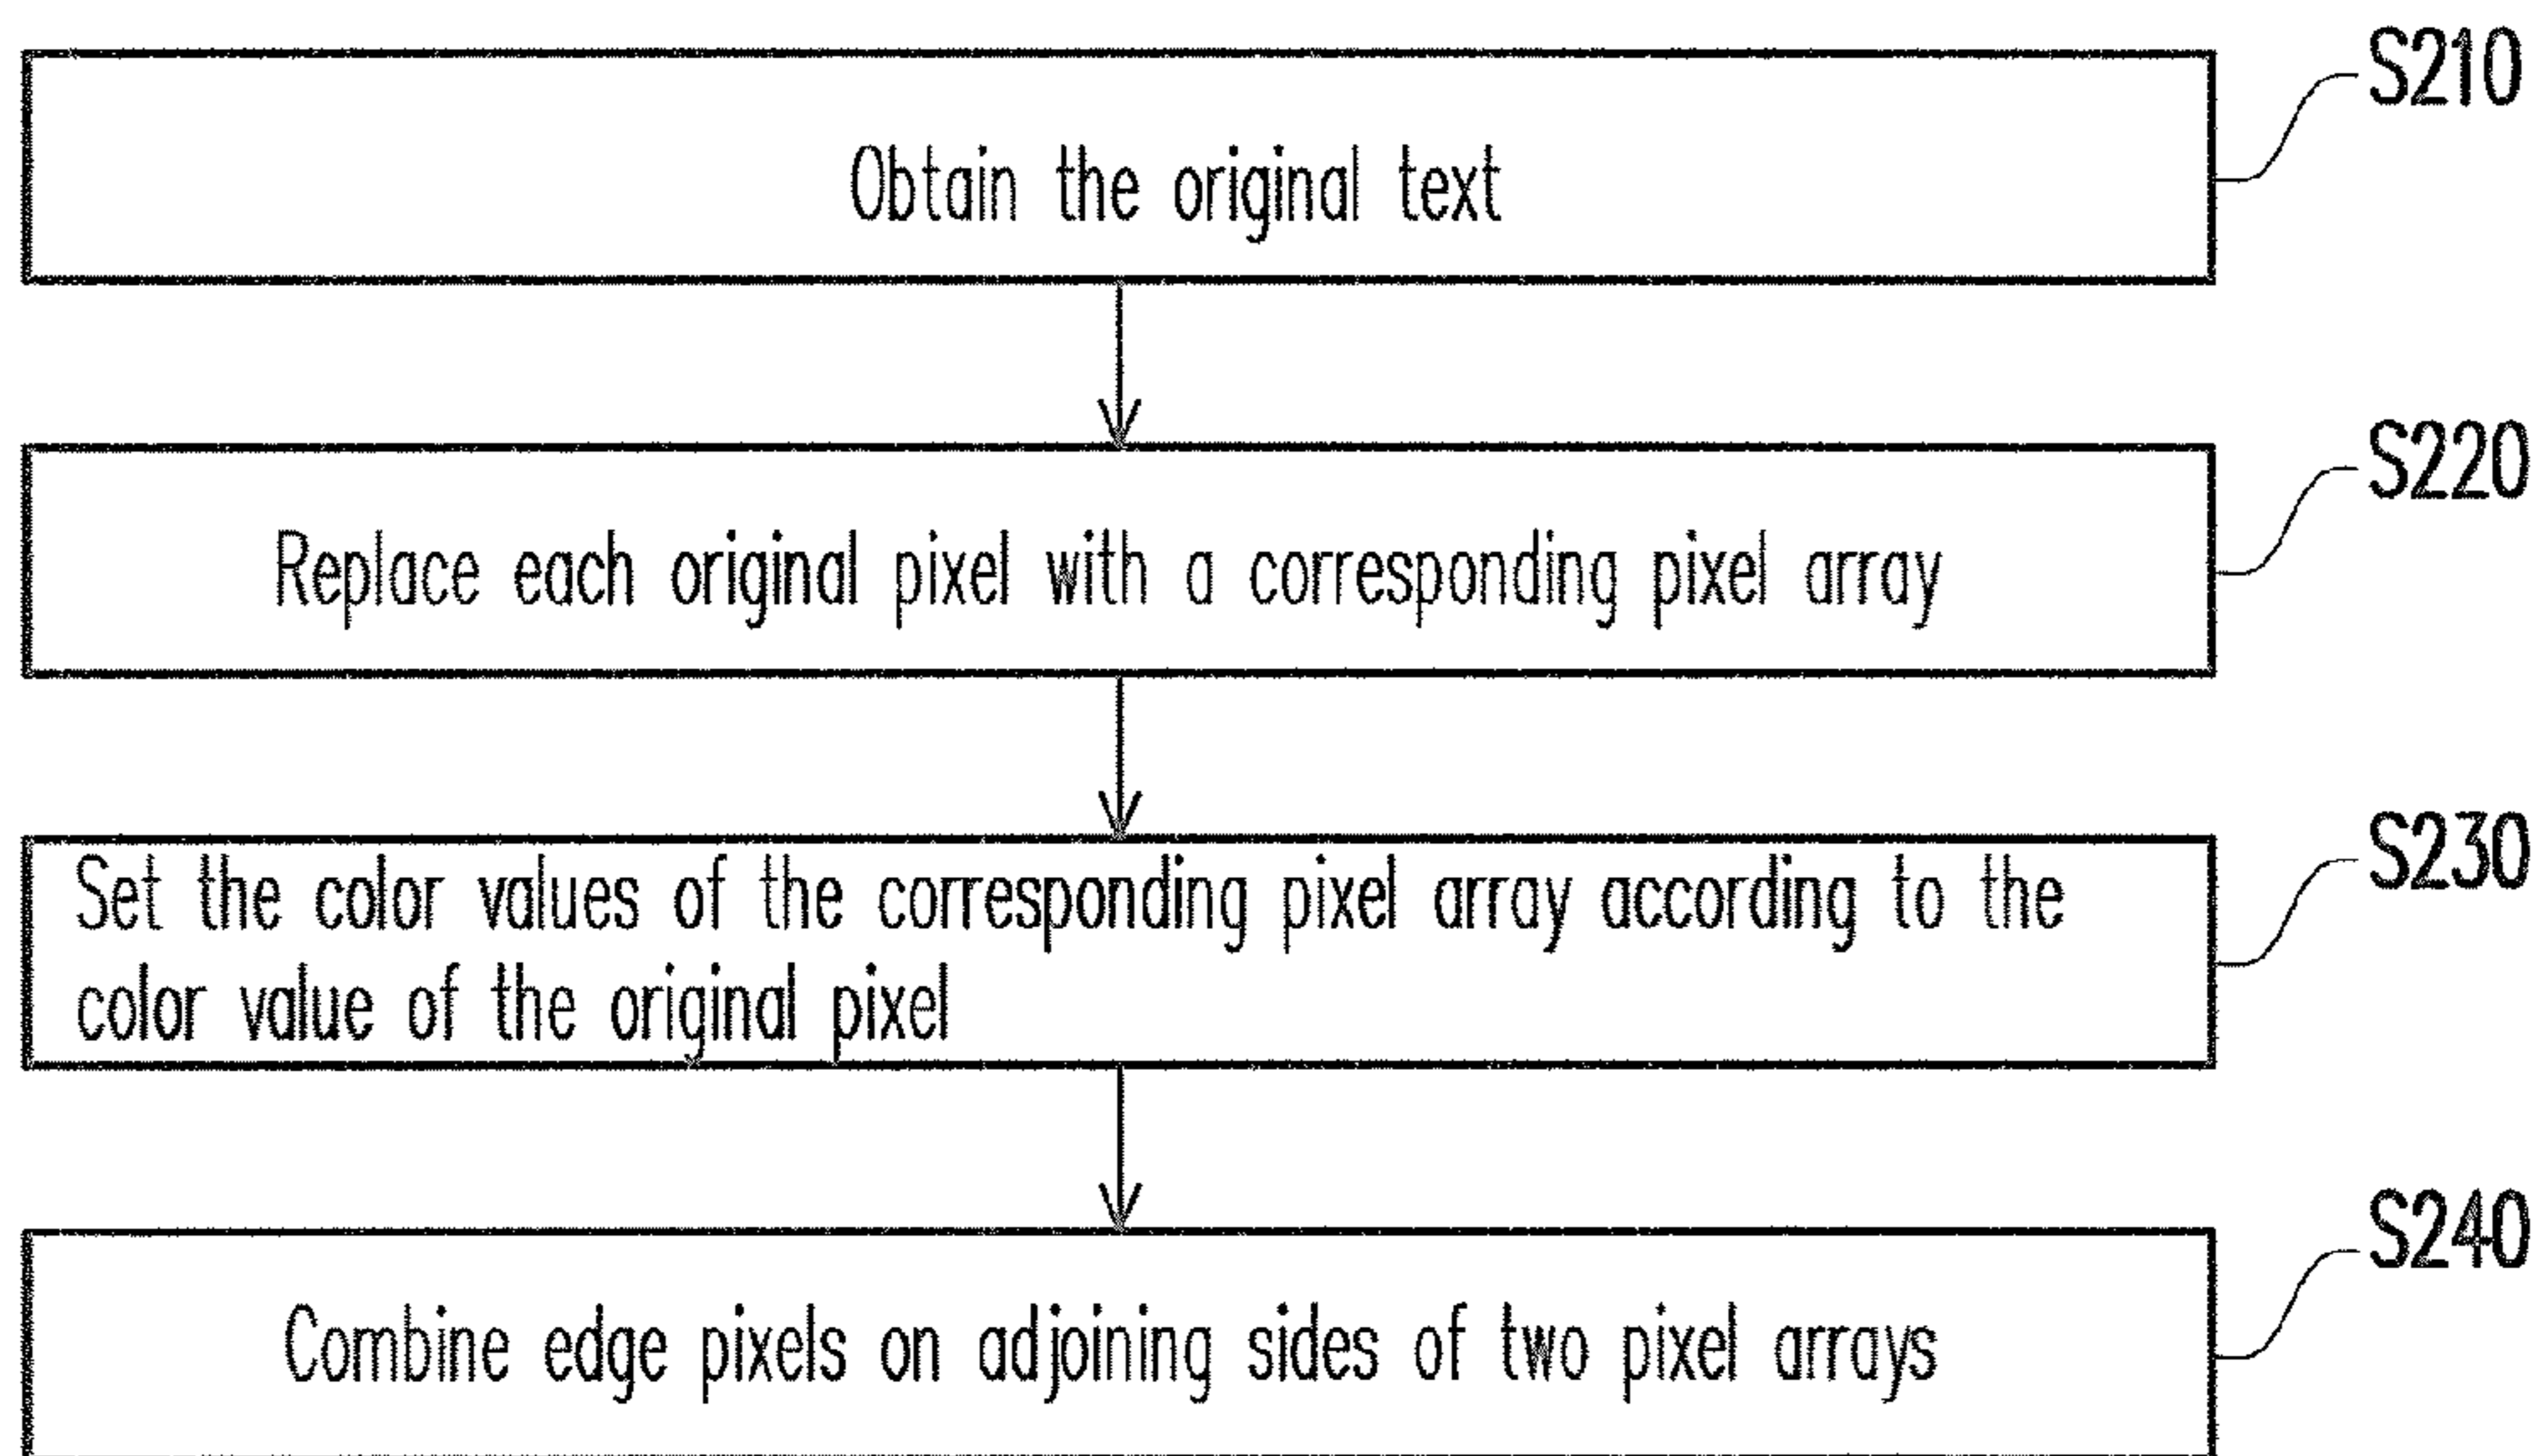 S210
Obtain the original text
S220
Replace each original pixel with a corresponding pixel array
S230
Set the color values of the corresponding pixel array according to the
color value of the original pixel
S240
Combine edge pixels on adjoining sides of two pixel arrays